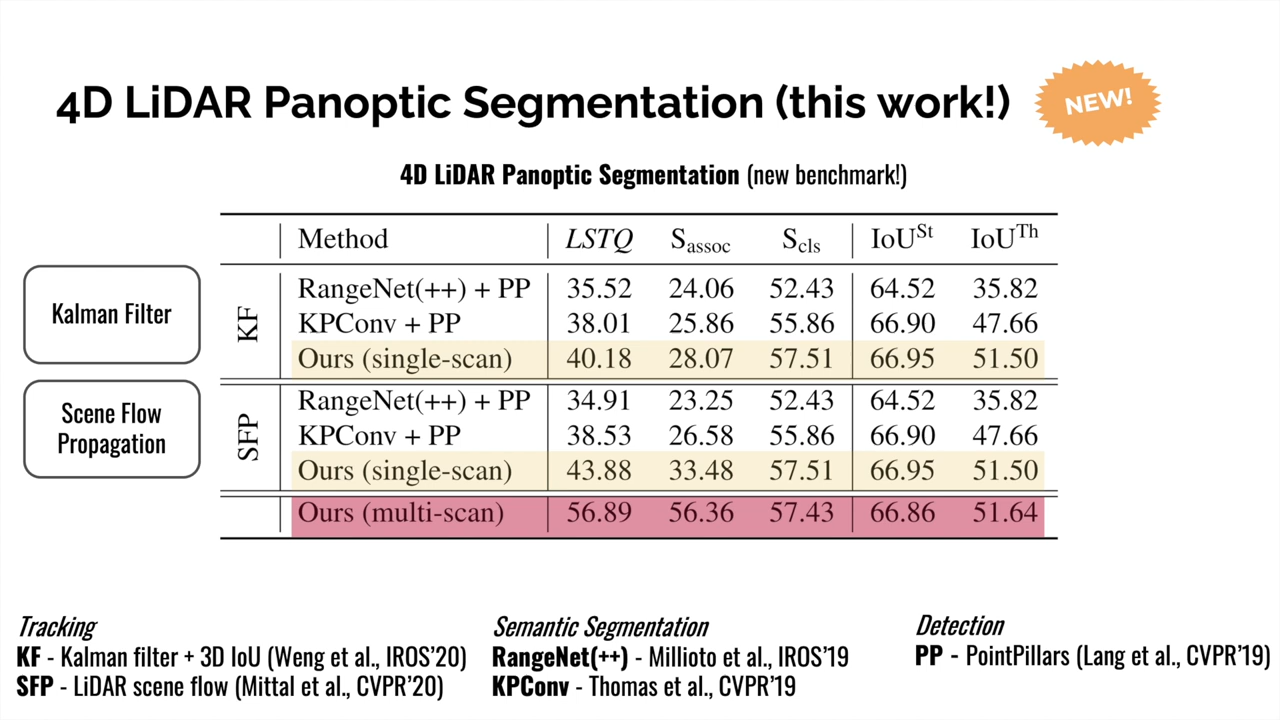 4D LiDAR Panoptic Segmentation (this work!)
NEW!
4D LiDAR Panoptic Segmentation (new benchmark!)
Method LSTQ S_assoc S_cls IoU^St IoU^Th
Kalman Filter
KF
RangeNet(++) + PP 35.52 24.06 52.43 64.52 35.82
KPConv + PP 38.01 25.86 55.86 66.90 47.66
Ours (single-scan) 40.18 28.07 57.51 66.95 51.50
Scene Flow
Propagation
SFP
RangeNet(++) + PP 34.91 23.25 52.43 64.52 35.82
KPConv + PP 38.53 26.58 55.86 66.90 47.66
Ours (single-scan) 43.88 33.48 57.51 66.95 51.50
Ours (multi-scan) 56.89 56.36 57.43 66.86 51.64
Tracking
KF - Kalman filter + 3D IoU (Weng et al., IROS'20)
SFP - LiDAR scene flow (Mittal et al., CVPR'20)
Semantic Segmentation
RangeNet(++) - Millioto et al., IROS'19
KPConv - Thomas et al., CVPR'19
Detection
PP - PointPillars (Lang et al., CVPR'19)